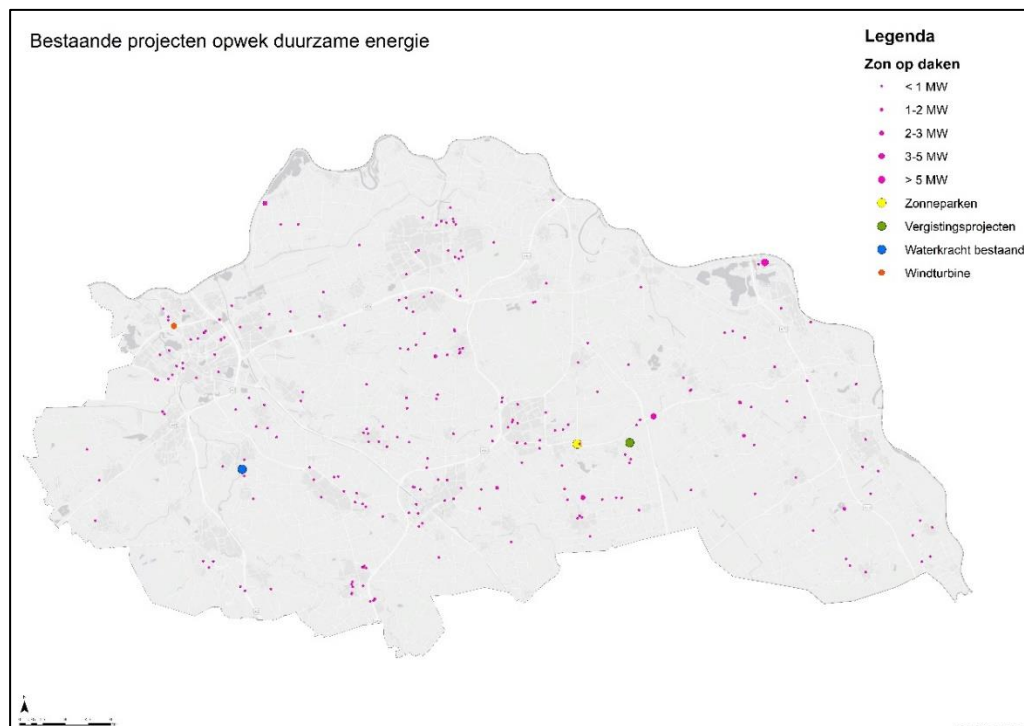 Bestaande projecten opwek duurzame energie
Legenda
Zon op daken
< 1 MW
1-2 MW
2-3 MW
3-5 MW
> 5 MW
Zonneparken
Vergistingsprojecten
Waterkracht bestaand
Windturbine